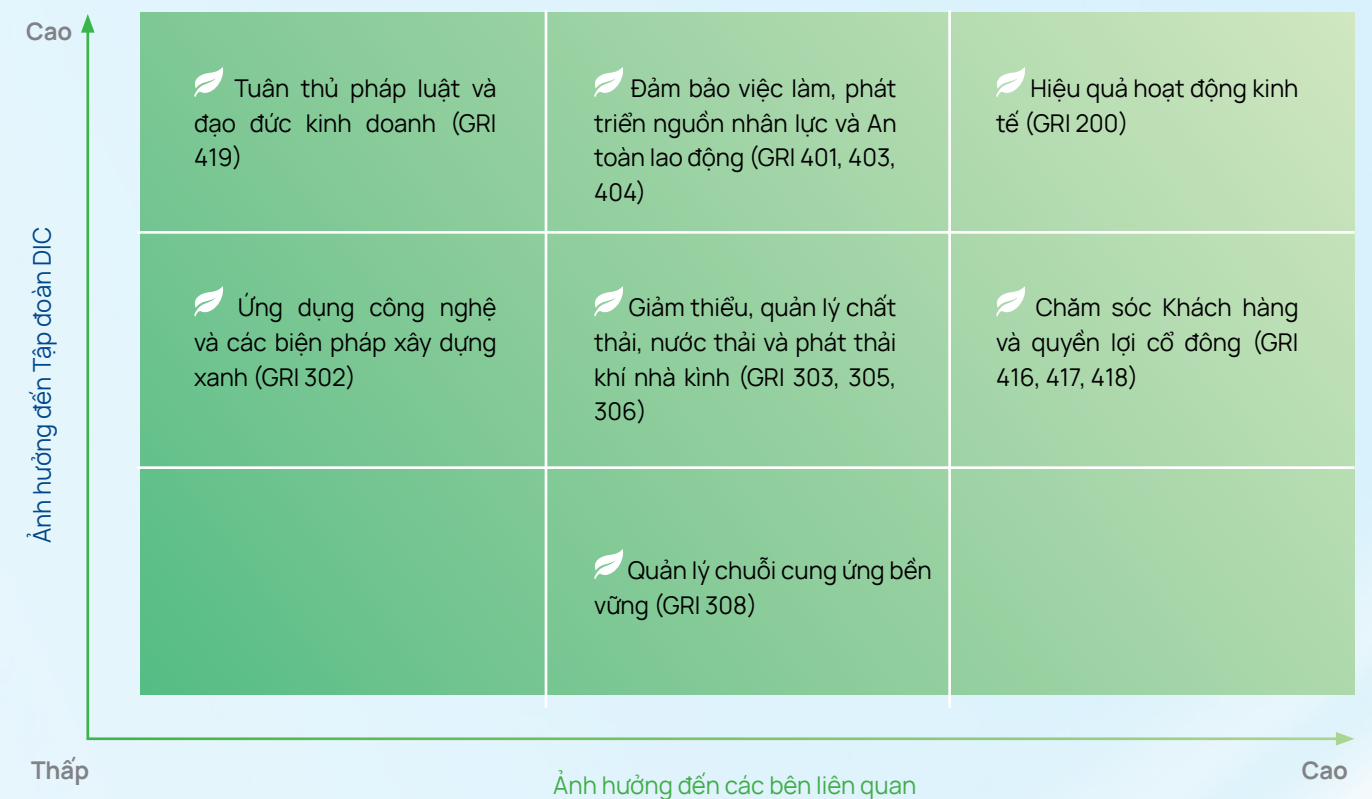 Cao
Tuân thủ pháp luật và
đạo đức kinh doanh (GRI
419)
Đảm bảo việc làm, phát
triển nguồn nhân lực và An
toàn lao động (GRI 401, 403,
404)
Hiệu quả hoạt động kinh
tế (GRI 200)
Ứng dụng công nghệ
và các biện pháp xây dựng
xanh (GRI 302)
Giảm thiểu, quản lý chất
thải, nước thải và phát thải
khí nhà kình (GRI 303, 305,
306)
Chăm sóc Khách hàng
và quyền lợi cổ đông (GRI
416, 417, 418)
Quản lý chuỗi cung ứng bền
vững (GRI 308)
Ảnh hưởng đến Tập đoàn DIC
Thấp
Ảnh hưởng đến các bên liên quan
Cao